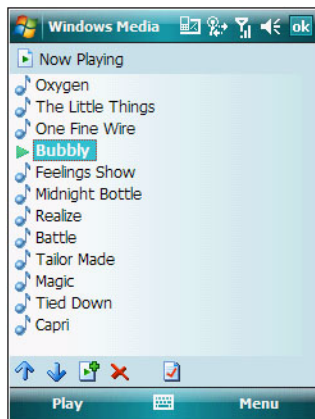 Windows Media ok
Now Playing
Oxygen
The Little Things
One Fine Wire
Bubbly
Feelings Show
Midnight Bottle
Realize
Battle
Tailor Made
Magic
Tied Down
Capri
Play Menu